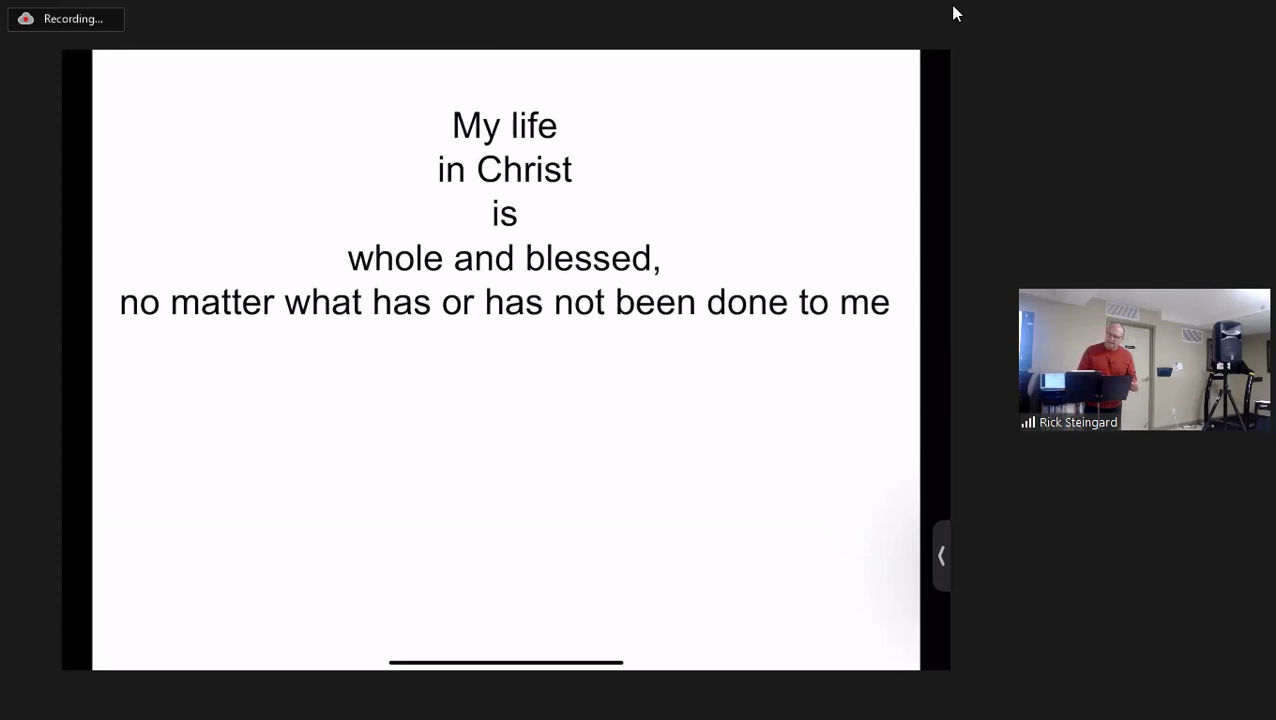 Recording...
My life
in Christ
is
whole and blessed,
no matter what has or has not been done to me
Rick Steingard